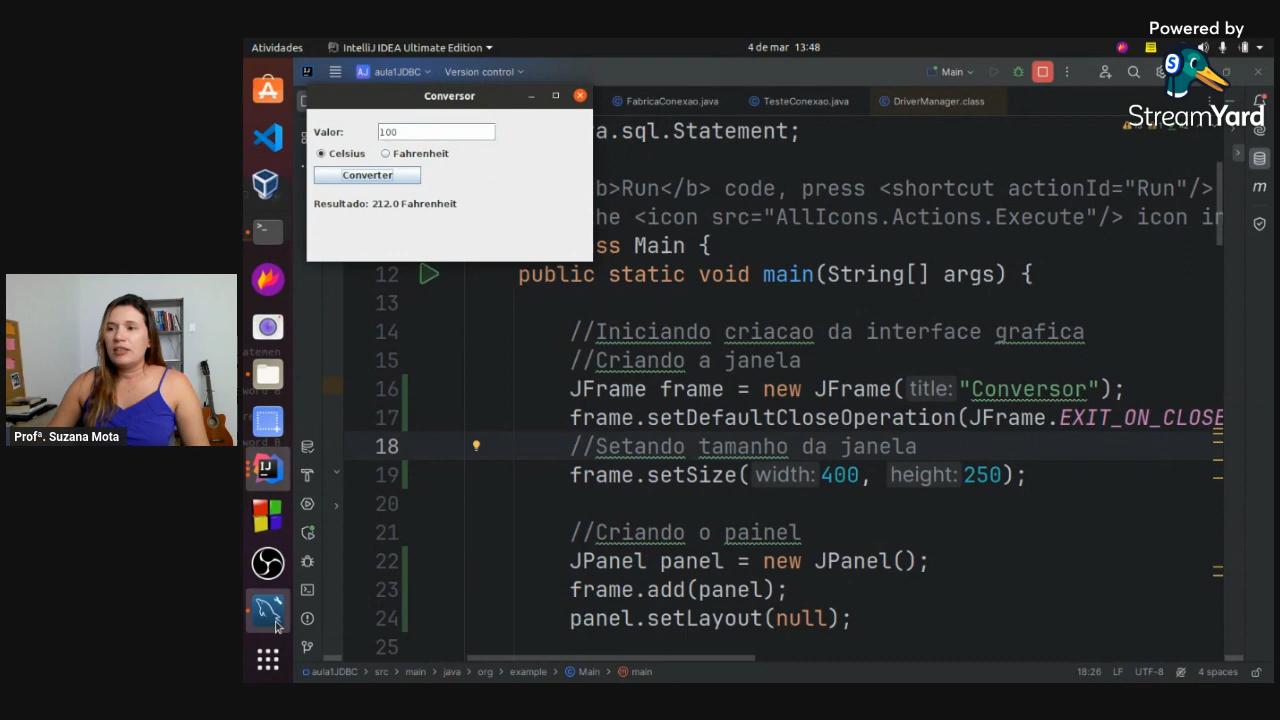 Powered by
StreamYard
Atividades
IntelliJ IDEA Ultimate Edition
4 de mar 13:48
AJ aula1JDBC
Version control
Main
Conversor
FabricaConexao.java
TesteConexao.java
DriverManager.class
Valor:
100
Celsius
Fahrenheit
Converter
Resultado: 212.0 Fahrenheit
a.sql.Statement;
b>Run</b> code, press <shortcut actionId="Run"/>
he <icon src="AllIcons.Actions.Execute"/> icon in
ss Main {
12 public static void main(String[] args) {
13
14 //Iniciando criacao da interface grafica
15 //Criando a janela
16 JFrame frame = new JFrame( title: "Conversor");
17 frame.setDefaultCloseOperation(JFrame.EXIT_ON_CLOSE
18 //Setando tamanho da janela
19 frame.setSize( width: 400, height: 250);
20
21 //Criando o painel
22 JPanel panel = new JPanel();
23 frame.add(panel);
24 panel.setLayout(null);
25
Profª. Suzana Mota
aula1JDBC > src > main > java > org > example > Main > main
18:26 LF UTF-8 4 spaces